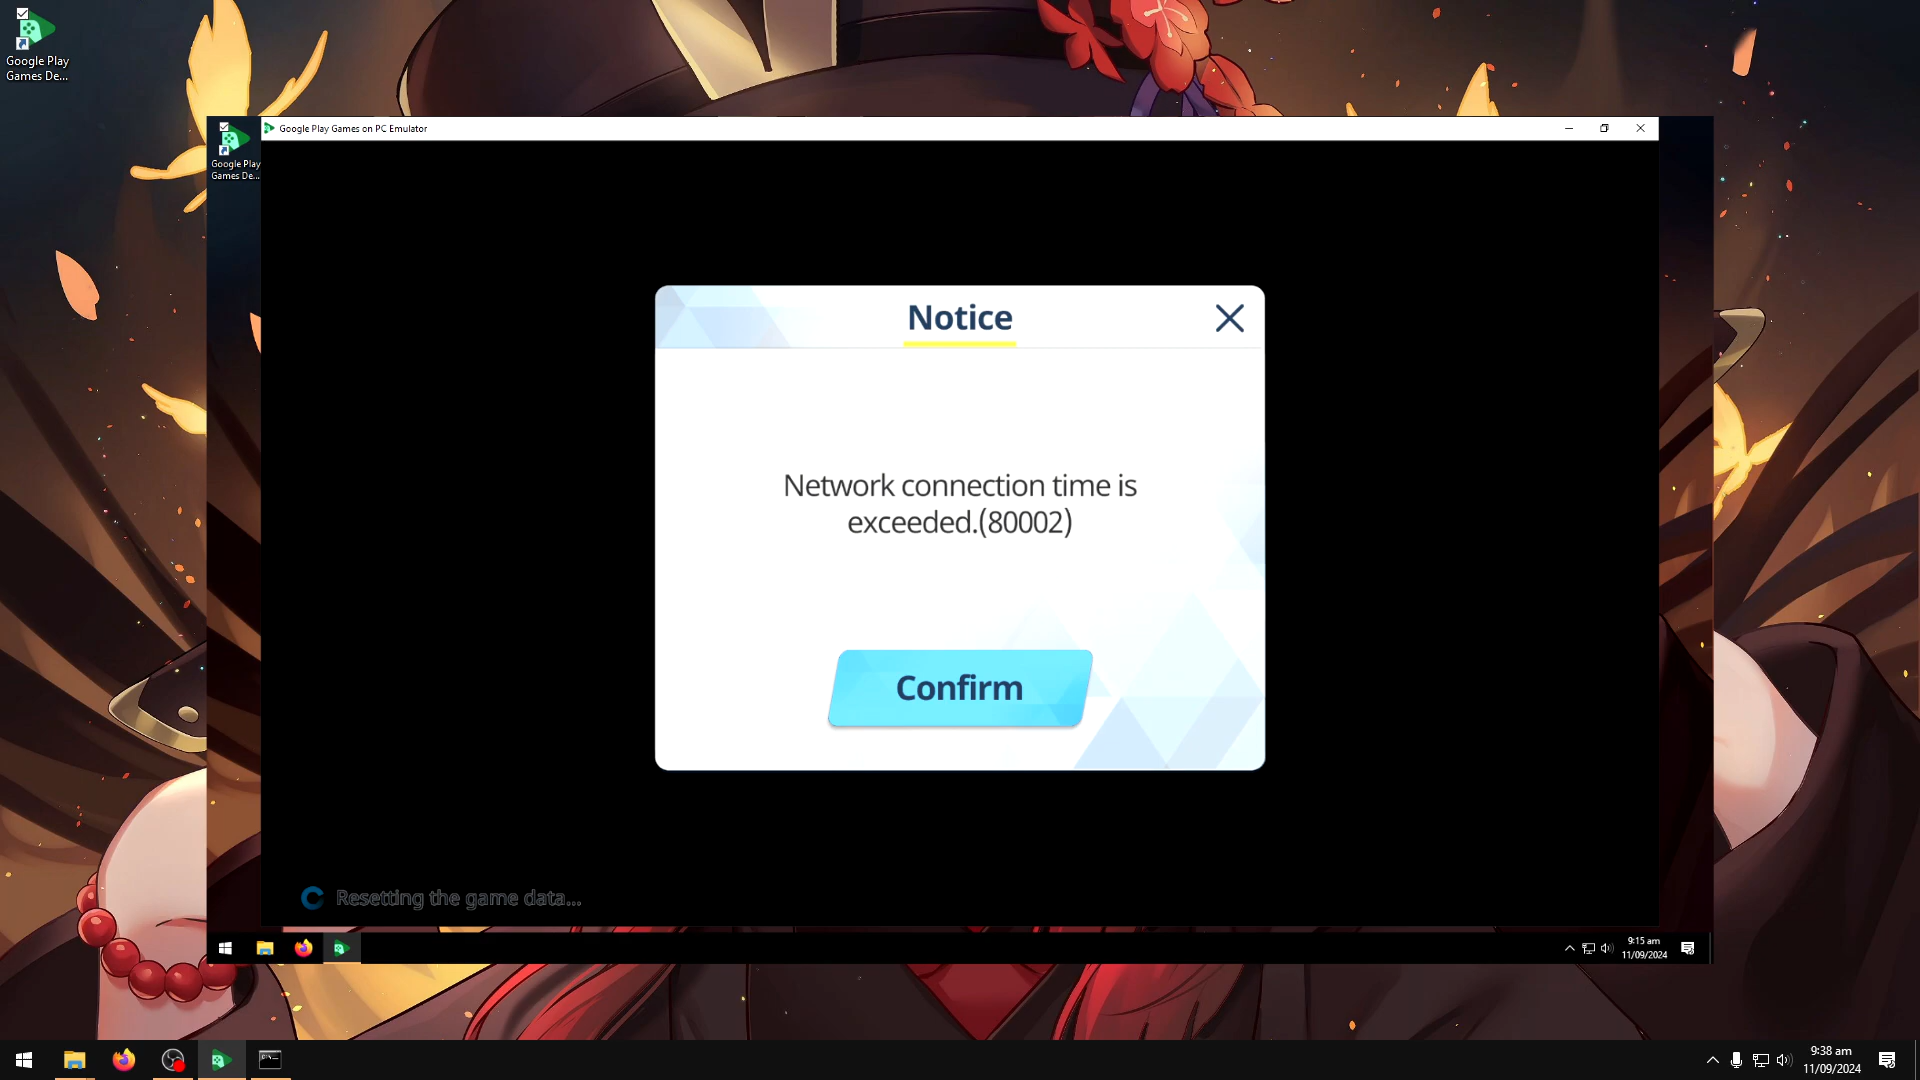 Google Play
Games De...
Google Play
Games De...
Google Play Games on PC Emulator
Notice
Network connection time is
exceeded.(80002)
Confirm
Resetting the game data...
9:15 am
11/09/2024
9:38 am
11/09/2024